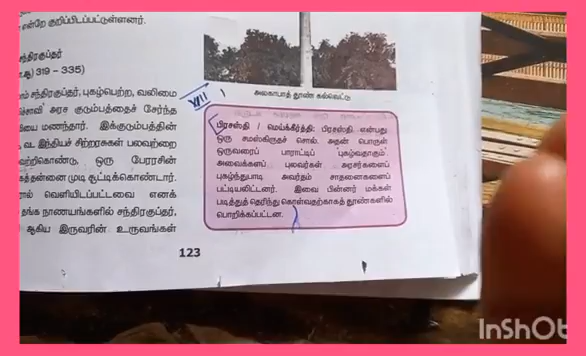 என்றே குறிப்பிடப்பட்டுள்ளனர்.
சந்திரகுப்தர்
319 – 335)
சந்திரகுப்தர், புகழ்பெற்ற, வலிமை
அரச குடும்பத்தைச் சேர்ந்த
மணந்தார். இக்குடும்பத்தின்
வட இந்தியச் சிற்றரசுகள் பலவற்றை
ஒரு பேரரசின்
முடி சூட்டிக்கொண்டார்.
வெளியிடப்பட்டவை எனக்
தங்க நாணயங்களில் சந்திரகுப்தர்,
ஆகிய இருவரின் உருவங்கள்
அலகாபாத் தூண் கல்வெட்டு
VII
பிரசஸ்தி / மெய்க்கீர்த்தி: பிரசஸ்தி என்பது
ஒரு சமஸ்கிருதச் சொல். அதன் பொருள்
ஒருவரைப் பாராட்டிப் புகழ்வதாகும்.
அவைக்களப் புலவர்கள் அரசர்களைப்
புகழ்ந்துபாடி அவர்தம் சாதனைகளைப்
பட்டியலிட்டனர். இவை பின்னர் மக்கள்
படித்துத் தெரிந்து கொள்வதற்காகத் தூண்களில்
பொறிக்கப்பட்டன.
123
InShOt